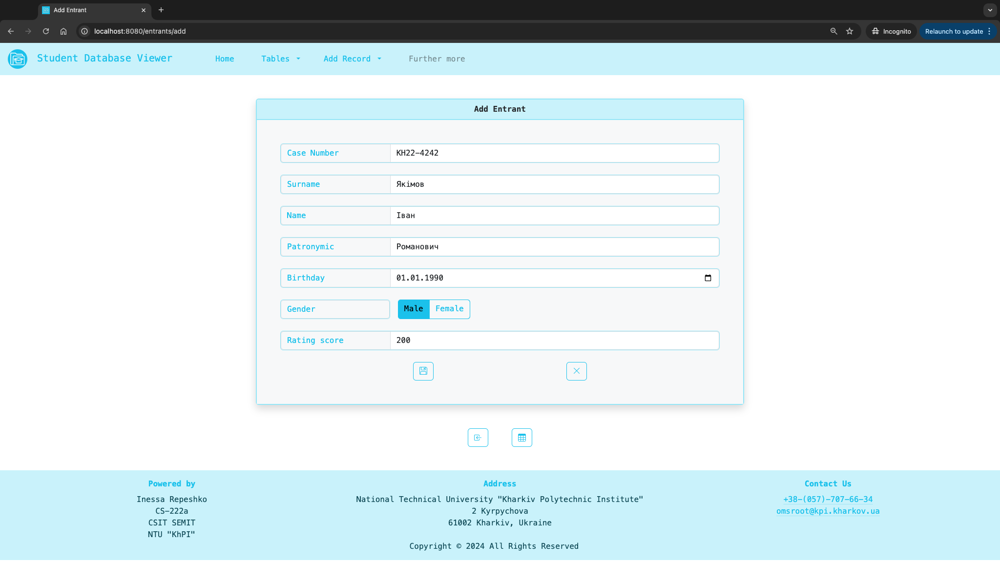 Add Entrant
localhost:8080/entrants/add
Incognito
Relaunch to update
Student Database Viewer
Home
Tables
Add Record
Further more
Add Entrant
Case Number
КН22-4242
Surname
Якімов
Name
Іван
Patronymic
Романович
Birthday
01.01.1990
Gender
Male
Female
Rating score
200
Powered by
Inessa Repeshko
CS-222a
CSIT SEMIT
NTU "KhPI"
Address
National Technical University "Kharkiv Polytechnic Institute"
2 Kyrpychova
61002 Kharkiv, Ukraine
Contact Us
+38-(057)-707-66-34
omsroot@kpi.kharkov.ua
Copyright © 2024 All Rights Reserved